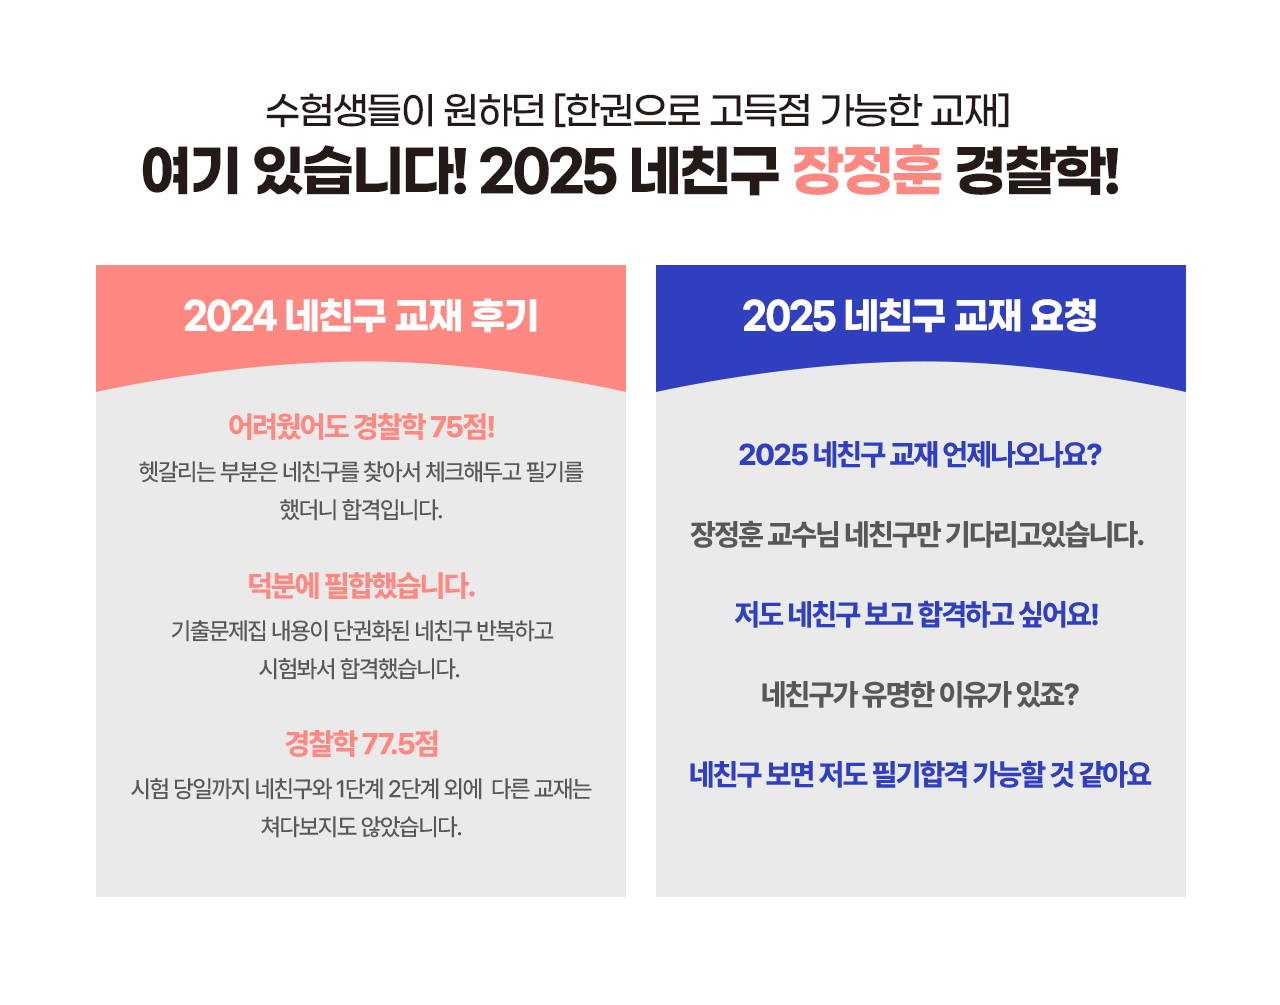 수험생들이 원하던 [한권으로 고득점 가능한 교재]
여기 있습니다! 2025 네친구 장정훈 경찰학!
2024 네친구 교재 후기
어려웠어도 경찰학 75점!
헷갈리는 부분은 네친구를 찾아서 체크해두고 필기를
했더니 합격입니다.
덕분에 필합했습니다.
기출문제집 내용이 단권화된 네친구 반복하고
시험봐서 합격했습니다.
경찰학 77.5점
시험 당일까지 네친구와 1단계 2단계 외에 다른 교재는
쳐다보지도 않았습니다.
2025 네친구 교재 요청
2025 네친구 교재 언제나오나요?
장정훈 교수님 네친구만 기다리고있습니다.
저도 네친구 보고 합격하고 싶어요!
네친구가 유명한 이유가 있죠?
네친구 보면 저도 필기합격 가능할 것 같아요